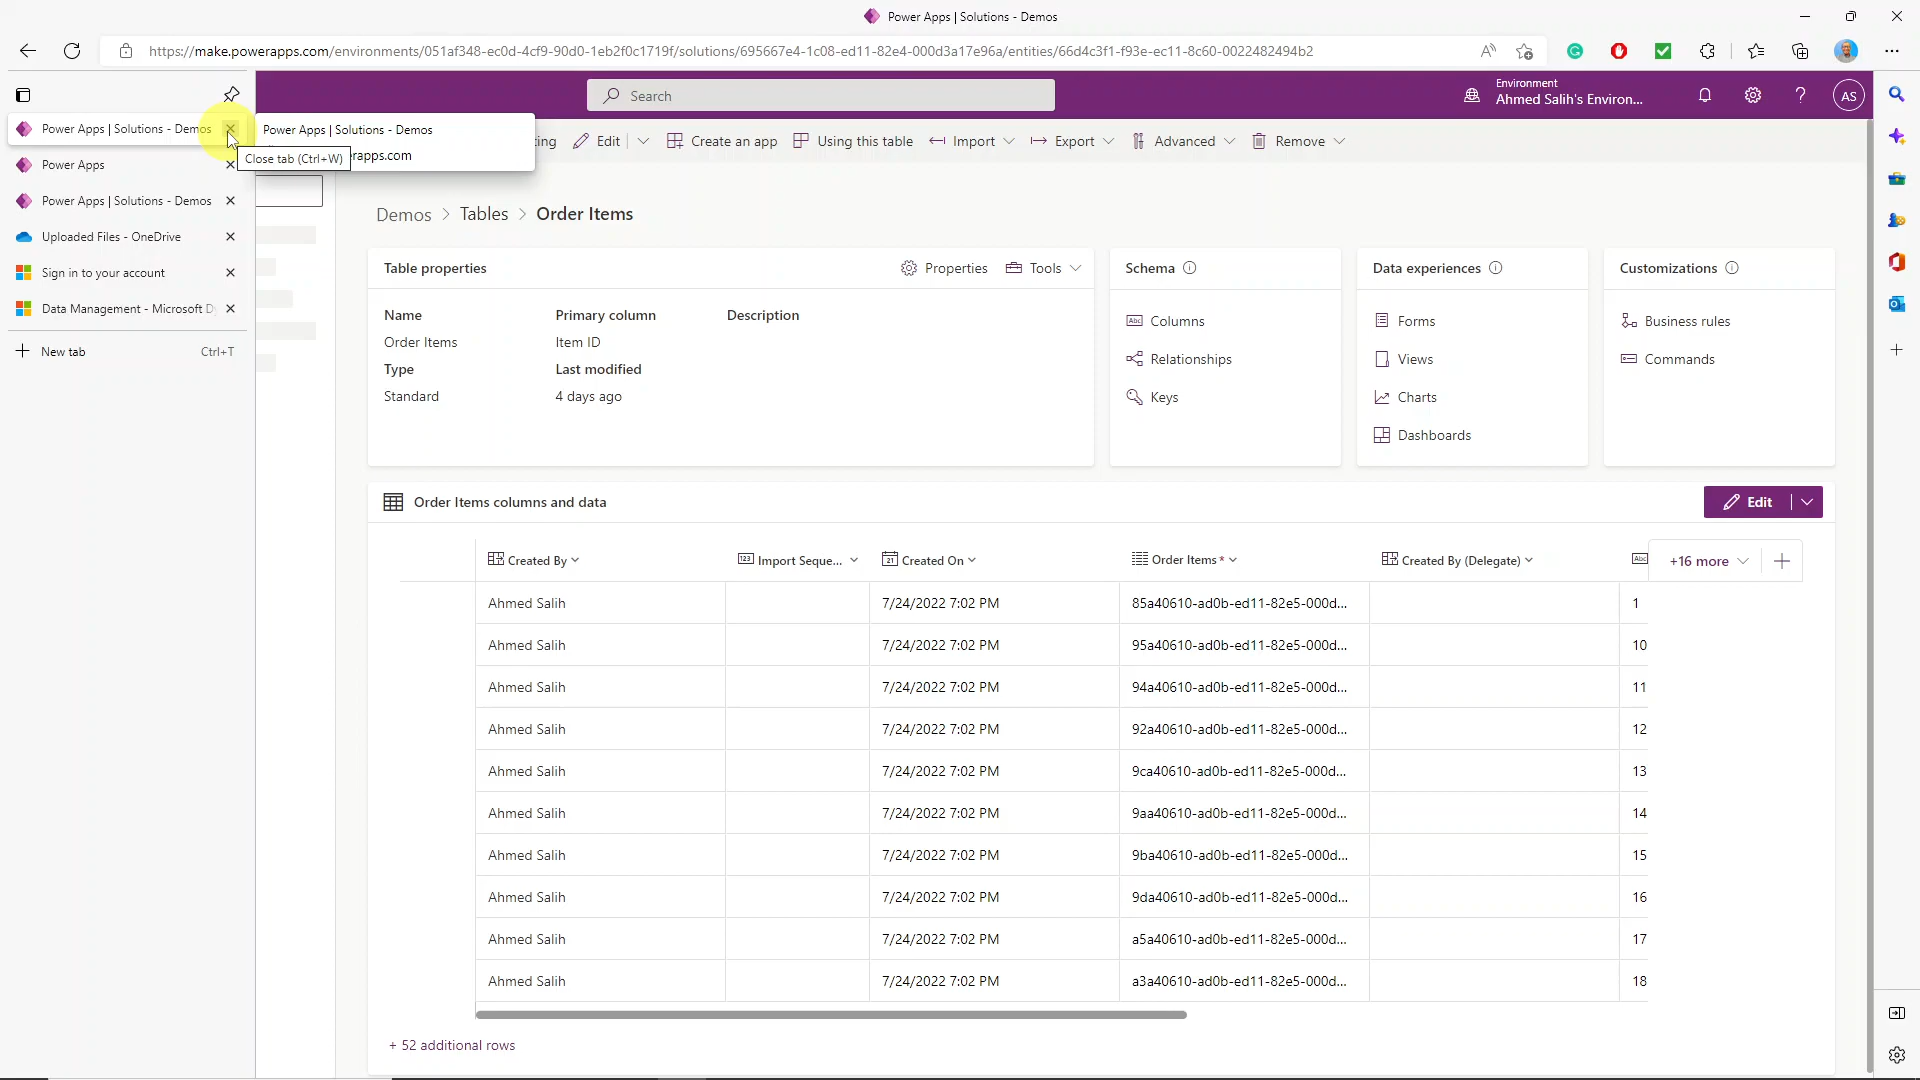 Power Apps | Solutions - Demos
https://make.powerapps.com/environments/051af348-ec0d-4cf9-90d0-1eb2f0c1719f/solutions/695667e4-1c08-ed11-82e4-000d3a17e96a/entities/66d4c3f1-f93e-ec11-8c60-0022482494b2
Search
Environment
Ahmed Salih's Environ...
AS
Power Apps | Solutions - Demos
Power Apps | Solutions - Demos
erapps.com
Close tab (Ctrl+W)
Power Apps
Power Apps | Solutions - Demos
Uploaded Files - OneDrive
Sign in to your account
Data Management - Microsoft D
New tab Ctrl+T
ing Edit Create an app Using this table Import Export Advanced Remove
Demos > Tables > Order Items
Table properties Properties Tools
Name Primary column Description
Order Items Item ID
Type Last modified
Standard 4 days ago
Schema
Columns
Relationships
Keys
Data experiences
Forms
Views
Charts
Dashboards
Customizations
Business rules
Commands
Order Items columns and data Edit
Created By Import Seque... Created On Order Items * Created By (Delegate) Abc +16 more
Ahmed Salih 7/24/2022 7:02 PM 85a40610-ad0b-ed11-82e5-000d... 1
Ahmed Salih 7/24/2022 7:02 PM 95a40610-ad0b-ed11-82e5-000d... 10
Ahmed Salih 7/24/2022 7:02 PM 94a40610-ad0b-ed11-82e5-000d... 11
Ahmed Salih 7/24/2022 7:02 PM 92a40610-ad0b-ed11-82e5-000d... 12
Ahmed Salih 7/24/2022 7:02 PM 9ca40610-ad0b-ed11-82e5-000d... 13
Ahmed Salih 7/24/2022 7:02 PM 9aa40610-ad0b-ed11-82e5-000d... 14
Ahmed Salih 7/24/2022 7:02 PM 9ba40610-ad0b-ed11-82e5-000d... 15
Ahmed Salih 7/24/2022 7:02 PM 9da40610-ad0b-ed11-82e5-000d... 16
Ahmed Salih 7/24/2022 7:02 PM a5a40610-ad0b-ed11-82e5-000d... 17
Ahmed Salih 7/24/2022 7:02 PM a3a40610-ad0b-ed11-82e5-000d... 18
+ 52 additional rows